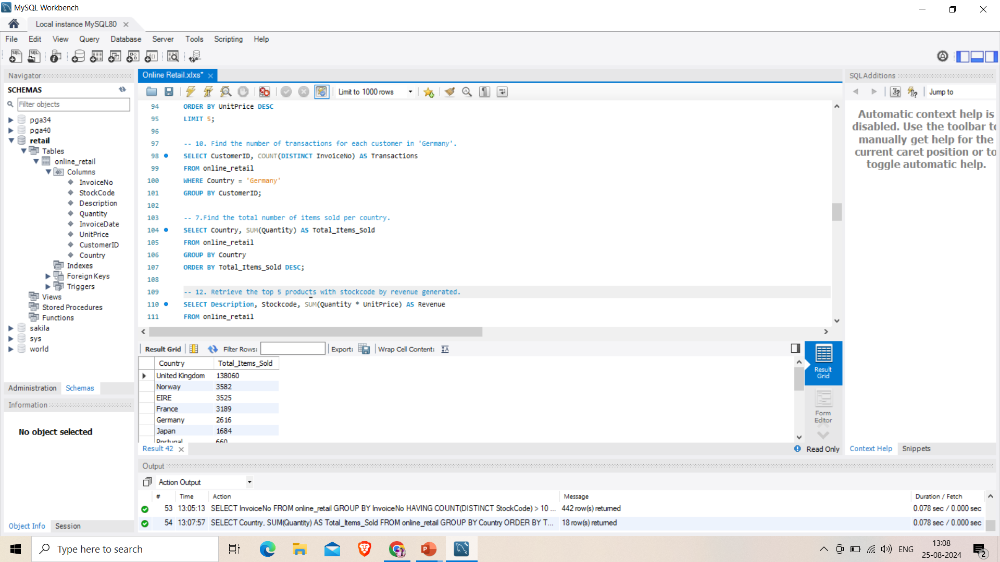 MySQL Workbench
Local instance MySQL80
File Edit View Query Database Server Tools Scripting Help
Navigator
SCHEMAS
Filter objects
pga34
pga40
retail
Tables
online_retail
Columns
InvoiceNo
StockCode
Description
Quantity
InvoiceDate
UnitPrice
CustomerID
Country
Indexes
Foreign Keys
Triggers
Views
Stored Procedures
Functions
sakila
sys
world
Administration Schemas
Information
No object selected
Object Info Session
Online Retail.xlxs*
Limit to 1000 rows
94 ORDER BY UnitPrice DESC
95 LIMIT 5;
96
97 -- 10. Find the number of transactions for each customer in 'Germany'.
98 SELECT CustomerID, COUNT(DISTINCT InvoiceNo) AS Transactions
99 FROM online_retail
100 WHERE Country = 'Germany'
101 GROUP BY CustomerID;
102
103 -- 7.Find the total number of items sold per country.
104 SELECT Country, SUM(Quantity) AS Total_Items_Sold
105 FROM online_retail
106 GROUP BY Country
107 ORDER BY Total_Items_Sold DESC;
108
109 -- 12. Retrieve the top 5 products with stockcode by revenue generated.
110 SELECT Description, Stockcode, SUM(Quantity * UnitPrice) AS Revenue
111 FROM online_retail
Result Grid Filter Rows: Export: Wrap Cell Content:
Country Total_Items_Sold
United Kingdom 138060
Norway 3582
EIRE 3525
France 3189
Germany 2616
Japan 1684
Portugal 660
Result Grid
Form Editor
Result 42
Read Only
SQLAdditions
Jump to
Automatic context help is
disabled. Use the toolbar to
manually get help for the
current caret position or to
toggle automatic help.
Context Help Snippets
Output
Action Output
# Time Action Message Duration / Fetch
53 13:05:13 SELECT InvoiceNo FROM online_retail GROUP BY InvoiceNo HAVING COUNT(DISTINCT StockCode) > 10 ... 442 row(s) returned 0.078 sec / 0.000 sec
54 13:07:57 SELECT Country, SUM(Quantity) AS Total_Items_Sold FROM online_retail GROUP BY Country ORDER BY T... 18 row(s) returned 0.078 sec / 0.000 sec
Type here to search
ENG
13:08
25-08-2024
2